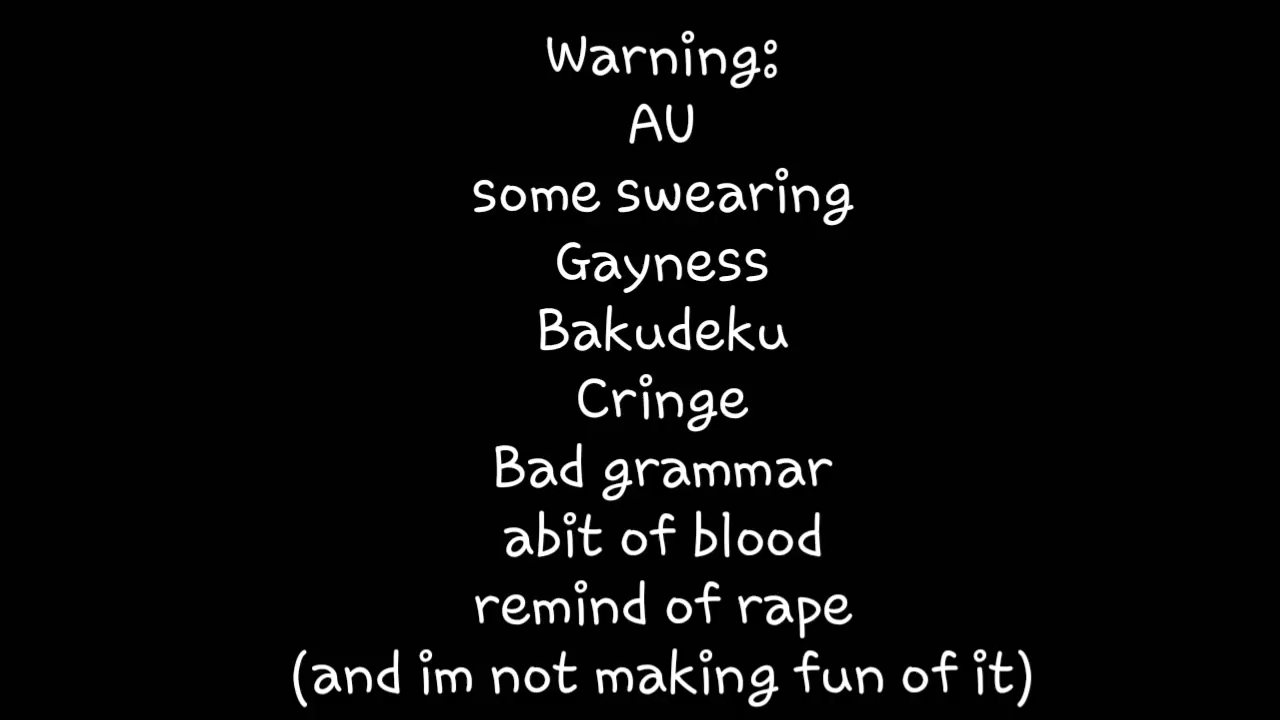 Warning:
AU
some swearing
Gayness
Bakudeku
Cringe
Bad grammar
abit of blood
remind of rape
(and im not making fun of it)